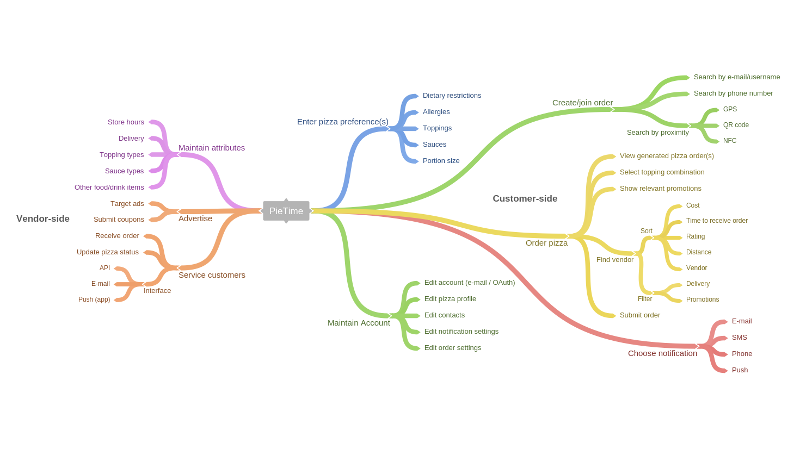 PieTime
Vendor-side
Maintain attributes
Store hours
Delivery
Topping types
Sauce types
Other food/drink items
Advertise
Target ads
Submit coupons
Service customers
Receive order
Update pizza status
Interface
API
E-mail
Push (app)
Customer-side
Enter pizza preference(s)
Dietary restrictions
Allergies
Toppings
Sauces
Portion size
Create/join order
Search by e-mail/username
Search by phone number
Search by proximity
GPS
QR code
NFC
Order pizza
View generated pizza order(s)
Select topping combination
Show relevant promotions
Find vendor
Sort
Cost
Time to receive order
Rating
Distance
Vendor
Filter
Delivery
Promotions
Submit order
Maintain Account
Edit account (e-mail / OAuth)
Edit pizza profile
Edit contacts
Edit notification settings
Edit order settings
Choose notification
E-mail
SMS
Phone
Push